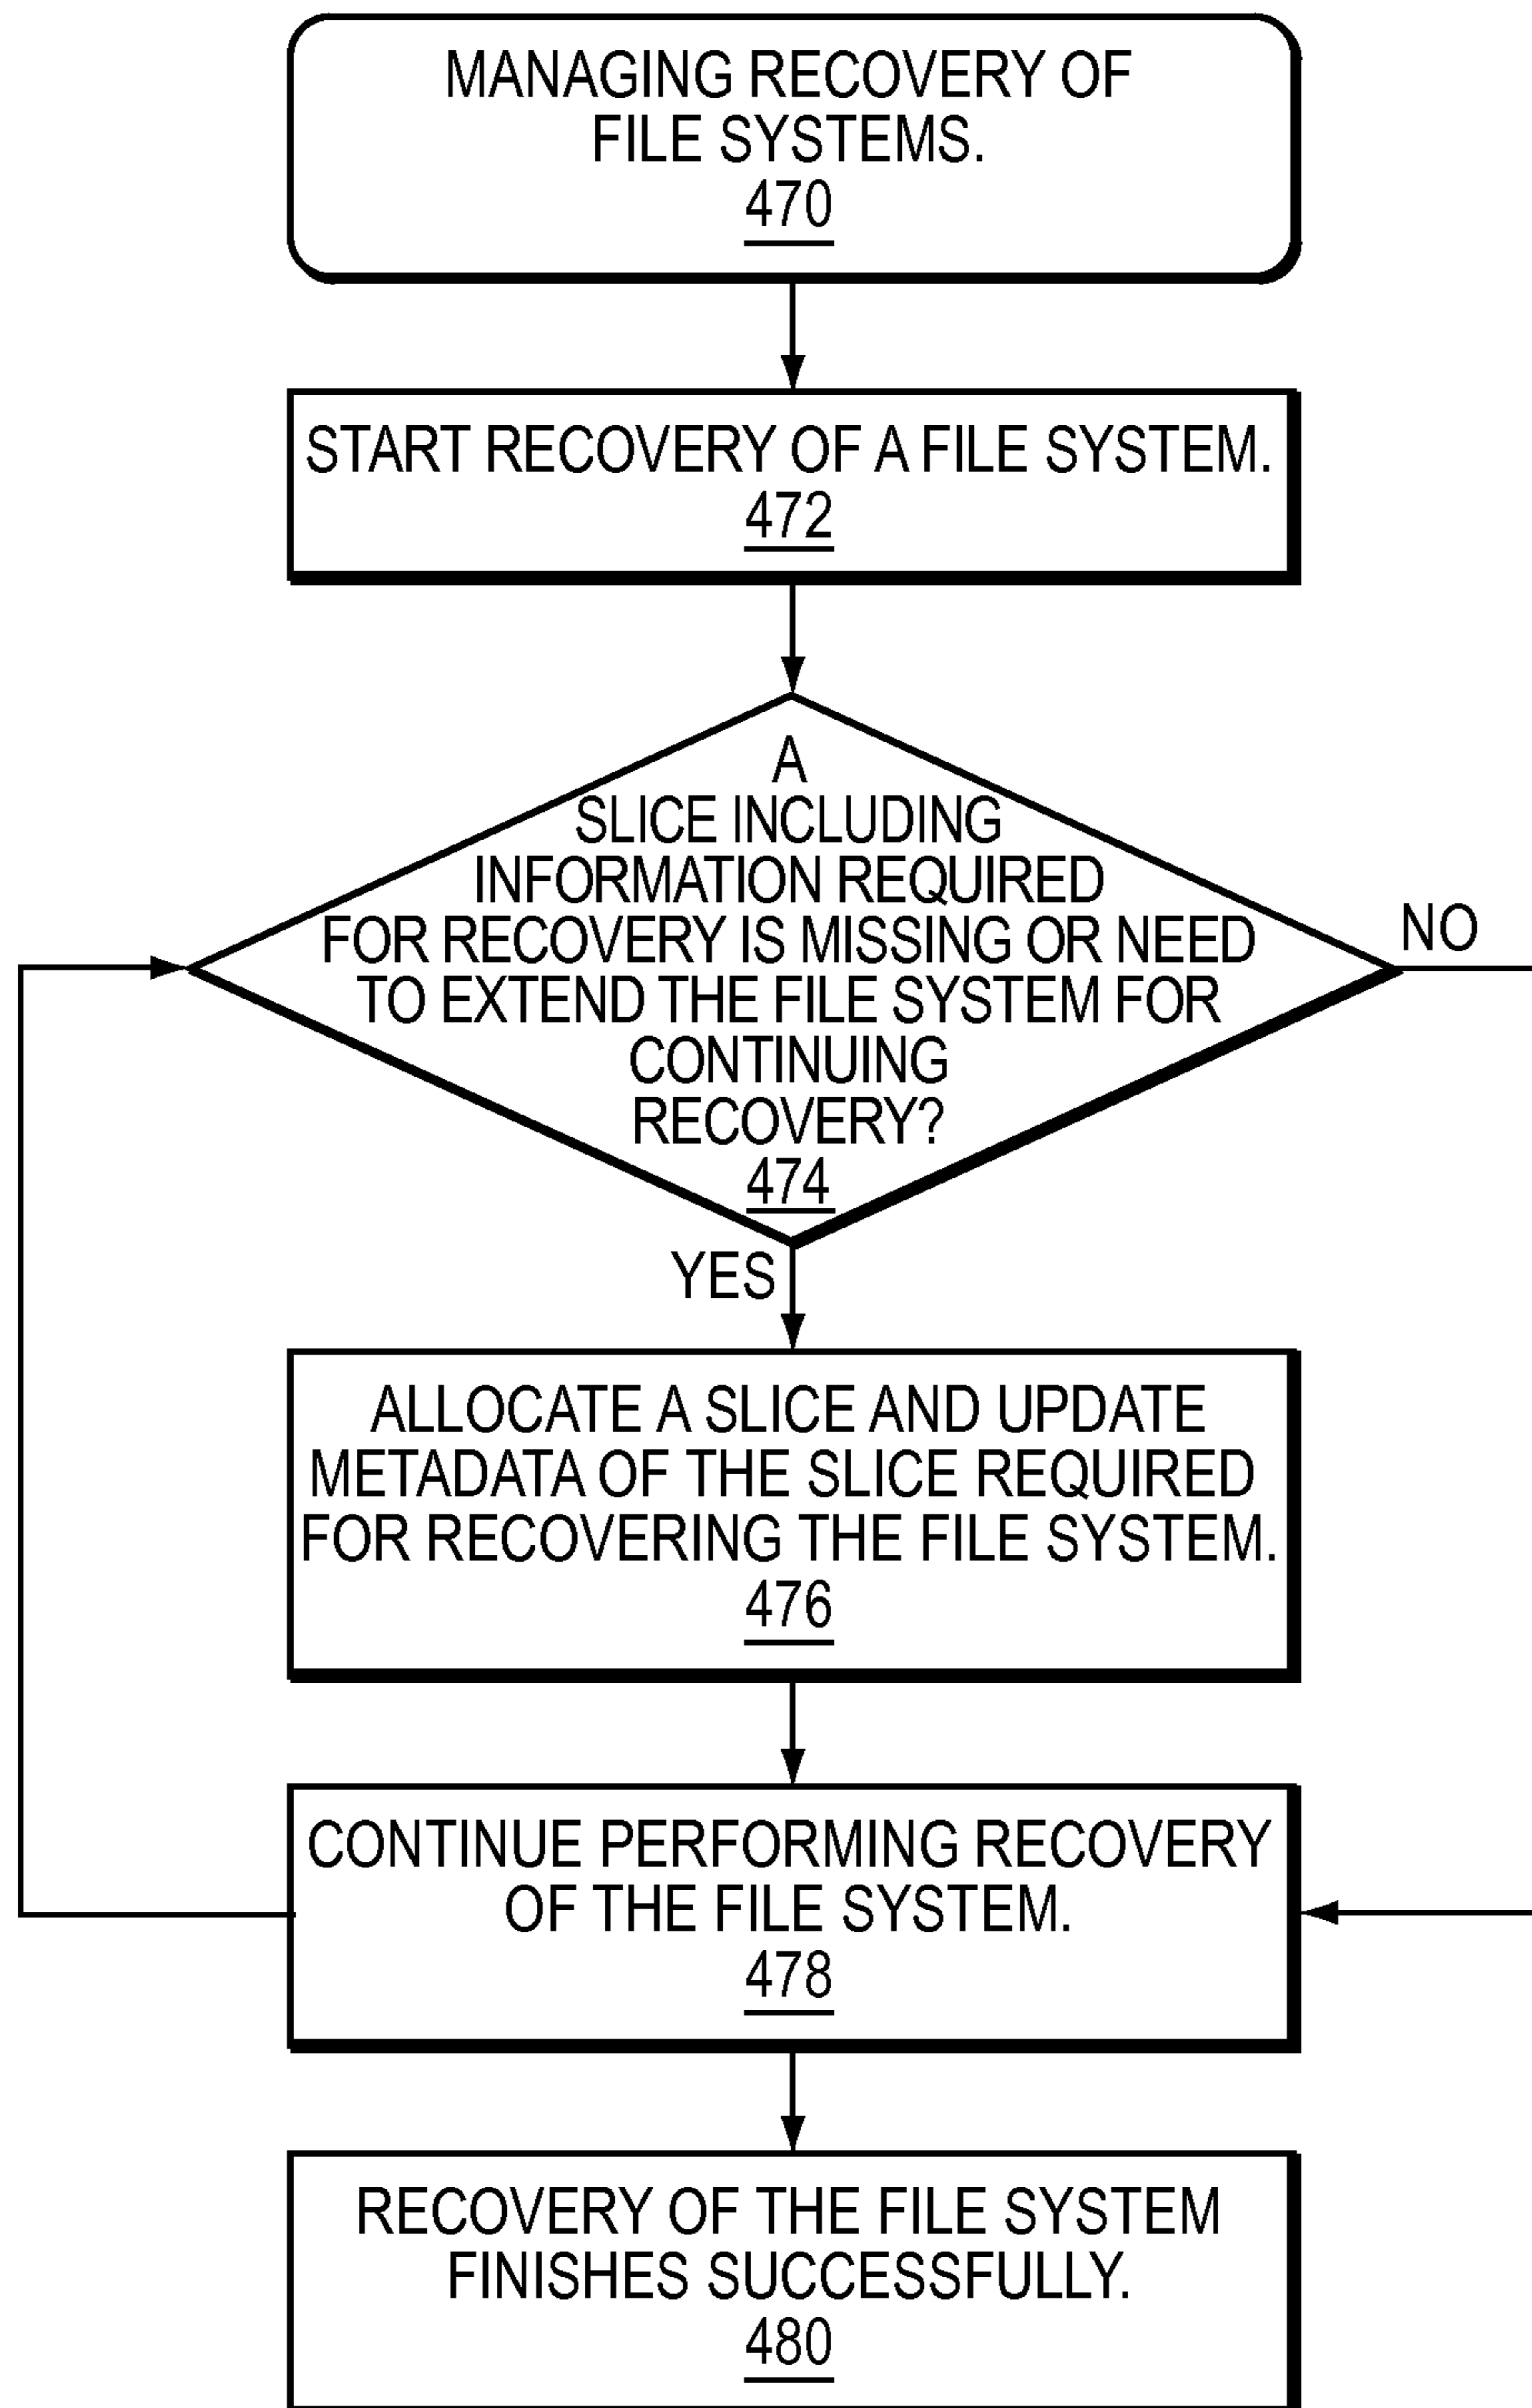 MANAGING RECOVERY OF
FILE SYSTEMS.
470
START RECOVERY OF A FILE SYSTEM.
472
A
SLICE INCLUDING
INFORMATION REQUIRED
FOR RECOVERY IS MISSING OR NEED
TO EXTEND THE FILE SYSTEM FOR
CONTINUING
RECOVERY?
474
NO
YES
ALLOCATE A SLICE AND UPDATE
METADATA OF THE SLICE REQUIRED
FOR RECOVERING THE FILE SYSTEM.
476
CONTINUE PERFORMING RECOVERY
OF THE FILE SYSTEM.
478
RECOVERY OF THE FILE SYSTEM
FINISHES SUCCESSFULLY.
480